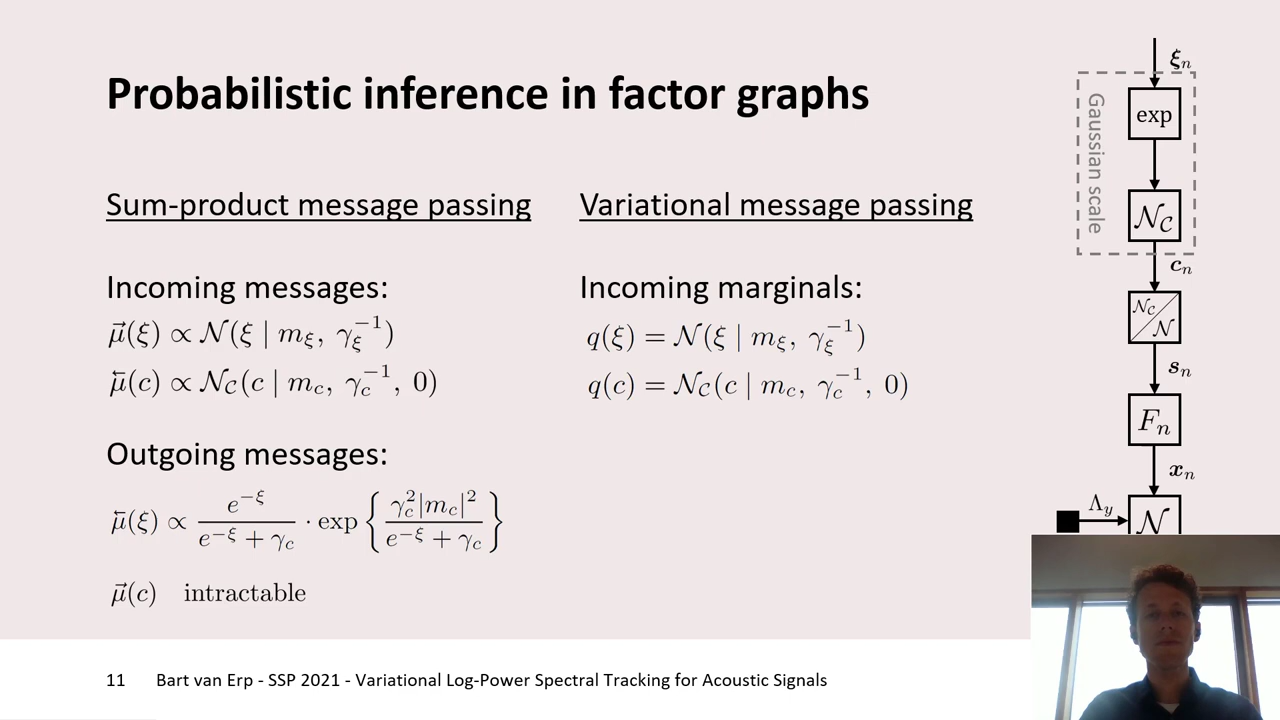 Probabilistic inference in factor graphs
Sum-product message passing
Incoming messages:
μ⃗(ξ) ∝ 𝒩(ξ | m_ξ, γ_ξ^{-1})
μ⃖(c) ∝ 𝒩_𝒞(c | m_c, γ_c^{-1}, 0)
Outgoing messages:
μ⃖(ξ) ∝ e^{-ξ} / (e^{-ξ} + γ_c) · exp { γ_c^2|m_c|^2 / (e^{-ξ} + γ_c) }
μ⃗(c) intractable
Variational message passing
Incoming marginals:
q(ξ) = 𝒩(ξ | m_ξ, γ_ξ^{-1})
q(c) = 𝒩_𝒞(c | m_c, γ_c^{-1}, 0)
ξ_n
Gaussian scale
exp
𝒩_𝒞
c_n
𝒩_𝒞 / 𝒩
s_n
F_n
x_n
Λ_y
𝒩
11 Bart van Erp - SSP 2021 - Variational Log-Power Spectral Tracking for Acoustic Signals